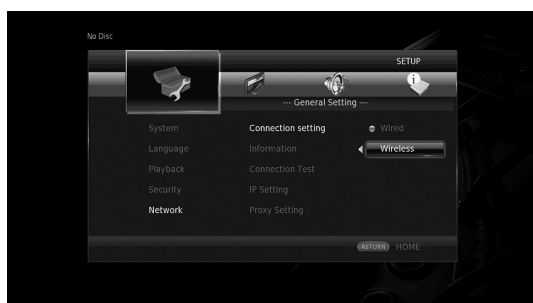 No Disc
SETUP
--- General Setting ---
System Connection setting Wired
Language Information Wireless
Playback Connection Test
Security IP Setting
Network Proxy Setting
RETURN HOME